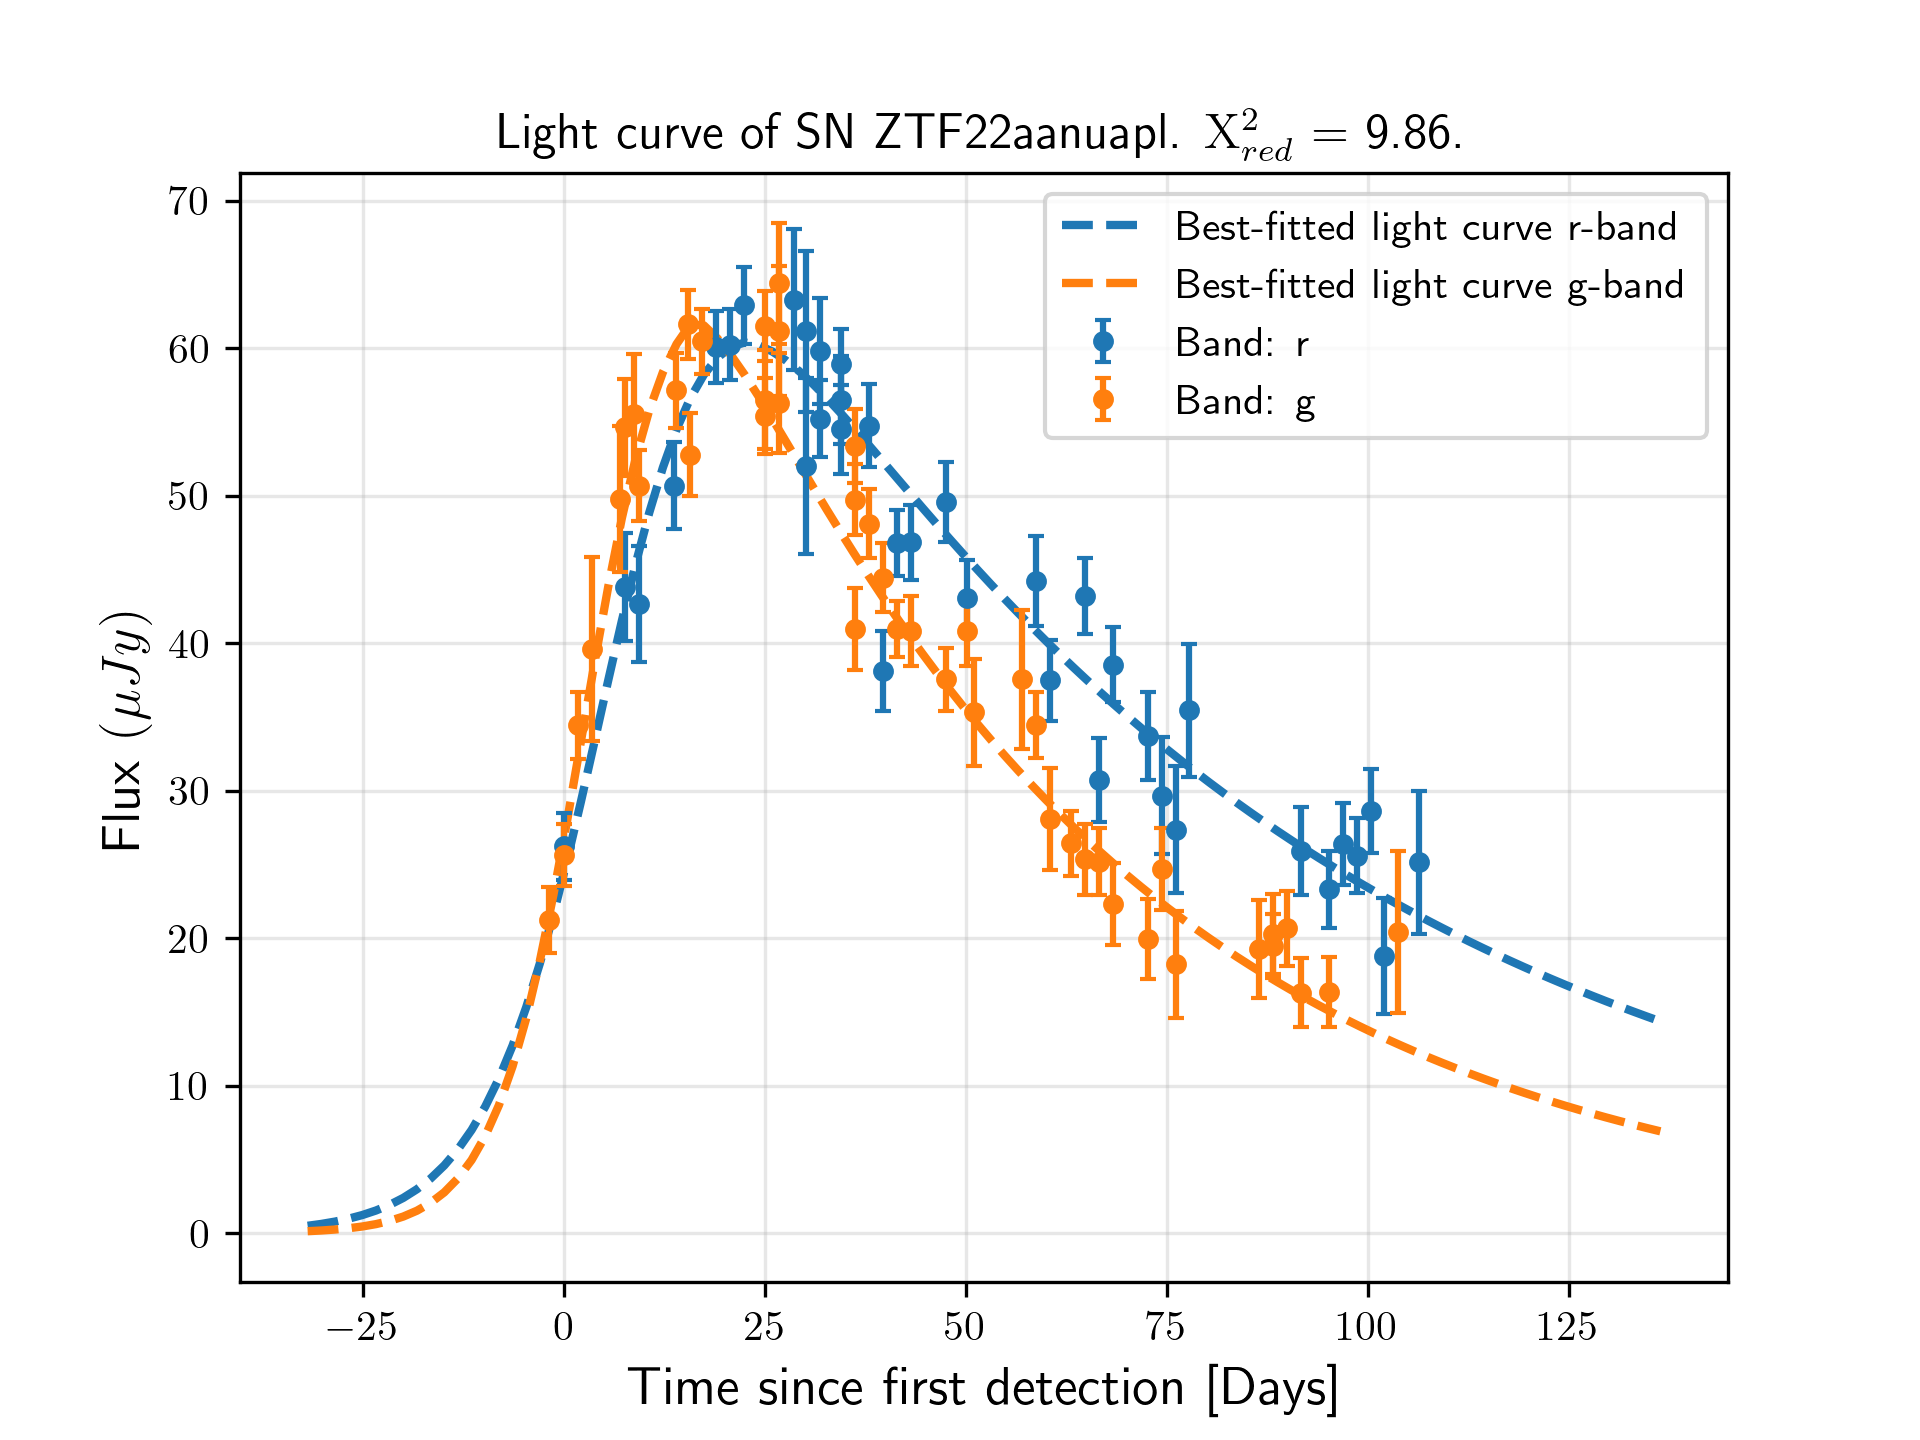 Light curve of SN ZTF22aanuapl. X²_red = 9.86.
70
60
50
40
30
20
10
0
Flux (μJy)
Best-fitted light curve r-band
Best-fitted light curve g-band
Band: r
Band: g
−25 0 25 50 75 100 125
Time since first detection [Days]